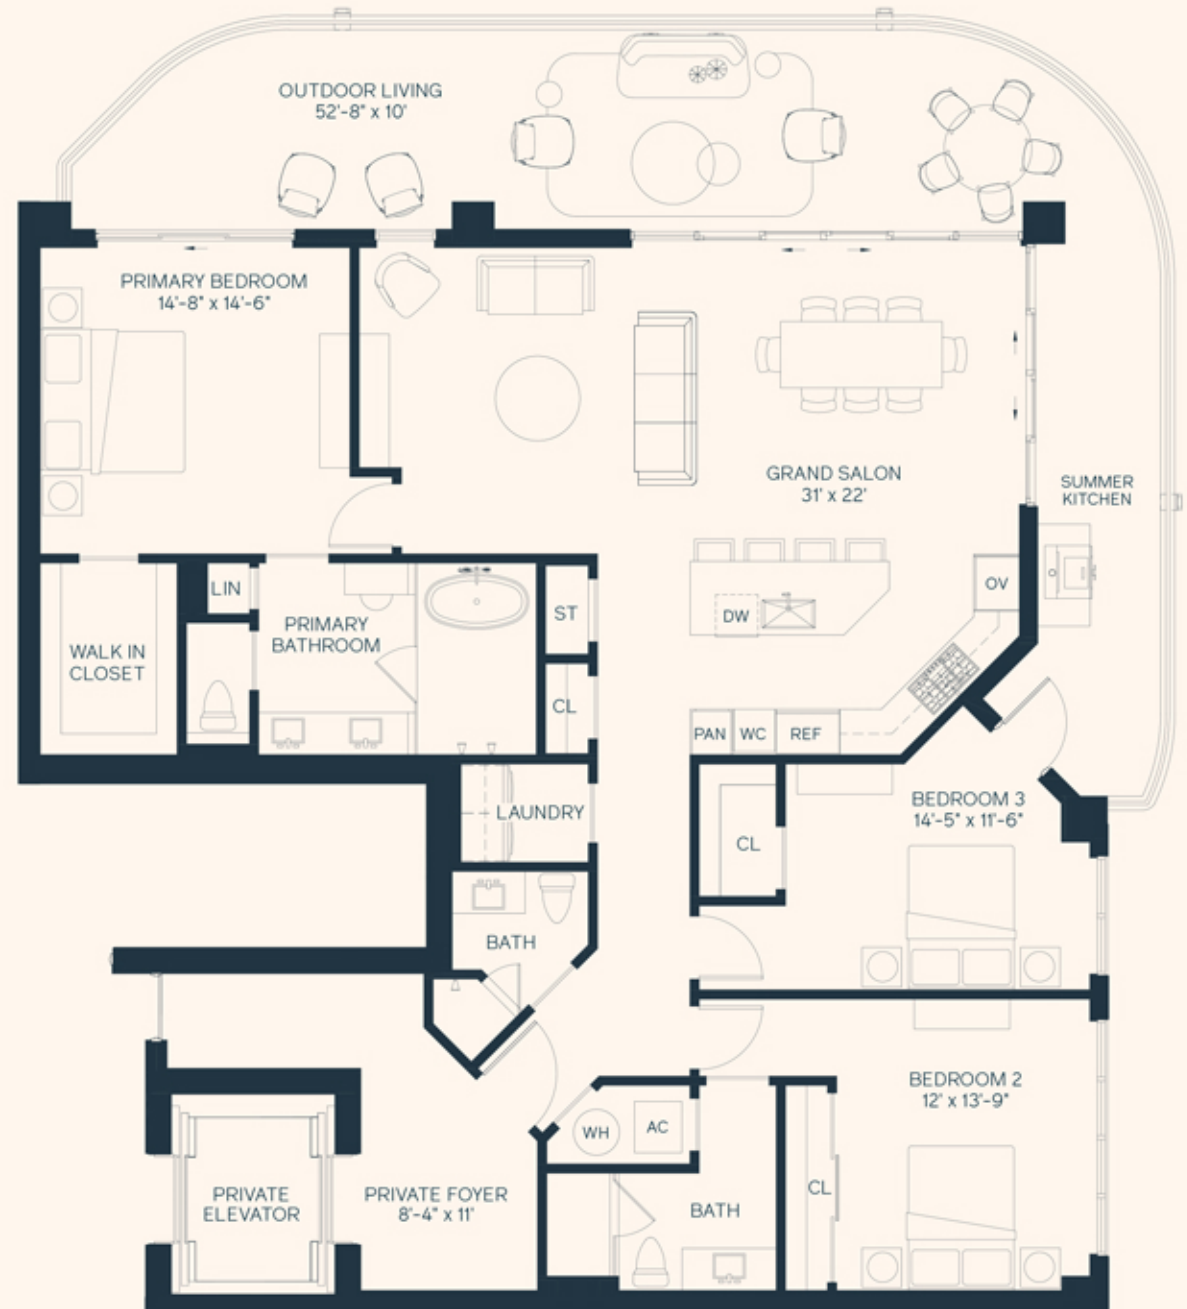 OUTDOOR LIVING
52'-8" x 10'
PRIMARY BEDROOM
14'-8" x 14'-6"
GRAND SALON
31' x 22'
SUMMER
KITCHEN
LIN
PRIMARY
BATHROOM
WALK IN
CLOSET
ST
CL
DW
OV
PAN
WC
REF
LAUNDRY
BEDROOM 3
14'-5" x 11'-6"
CL
BATH
BEDROOM 2
12' x 13'-9"
WH
AC
PRIVATE
ELEVATOR
PRIVATE FOYER
8'-4" x 11'
BATH
CL